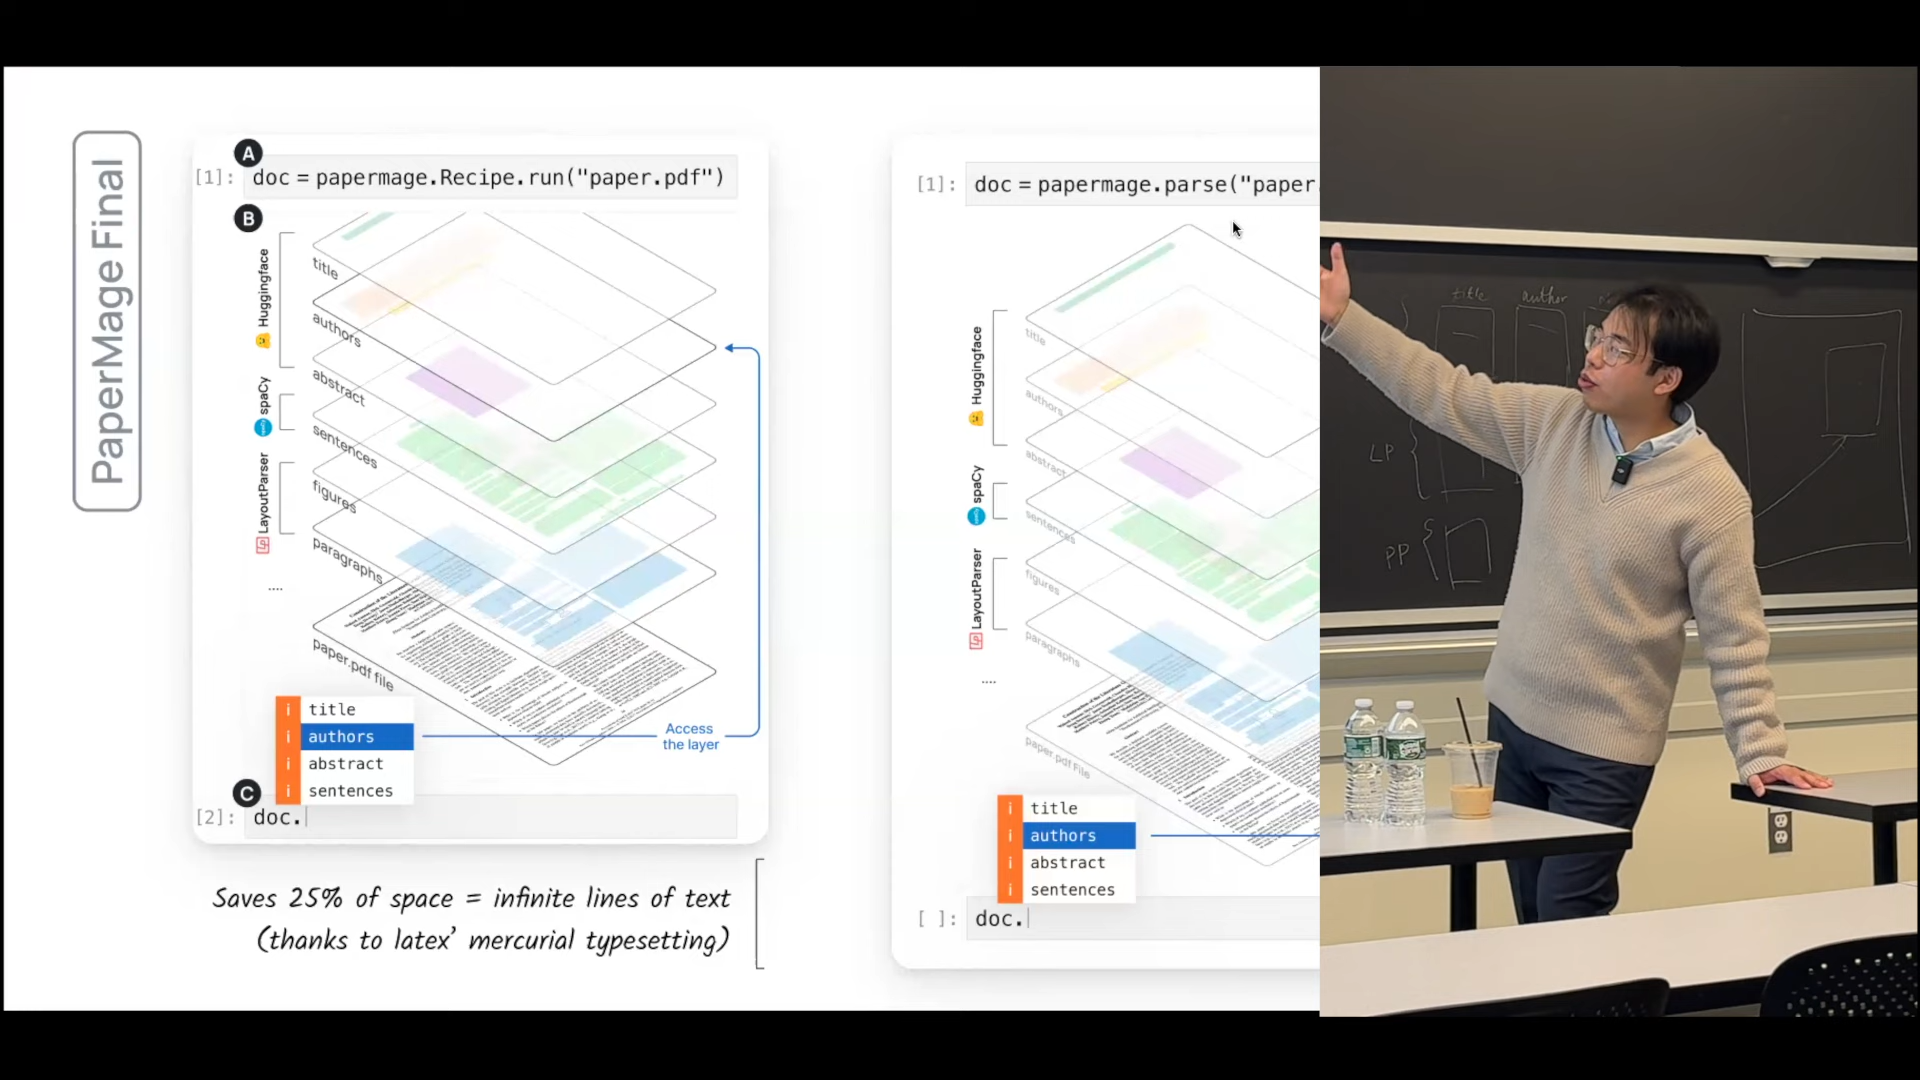 PaperMage Final
A
[1]: doc = papermage.Recipe.run("paper.pdf")
B
Huggingface
spaCy
LayoutParser
....
title
authors
abstract
sentences
figures
paragraphs
paper.pdf file
i title
i authors
i abstract
i sentences
Access
the layer
C
[2]: doc.
Saves 25% of space = infinite lines of text
(thanks to latex’ mercurial typesetting)
[1]: doc = papermage.parse("paper.
Huggingface
spaCy
LayoutParser
....
title
authors
abstract
sentences
figures
paragraphs
paper.pdf File
i title
i authors
i abstract
i sentences
[ ]: doc.
title author
LP
PP